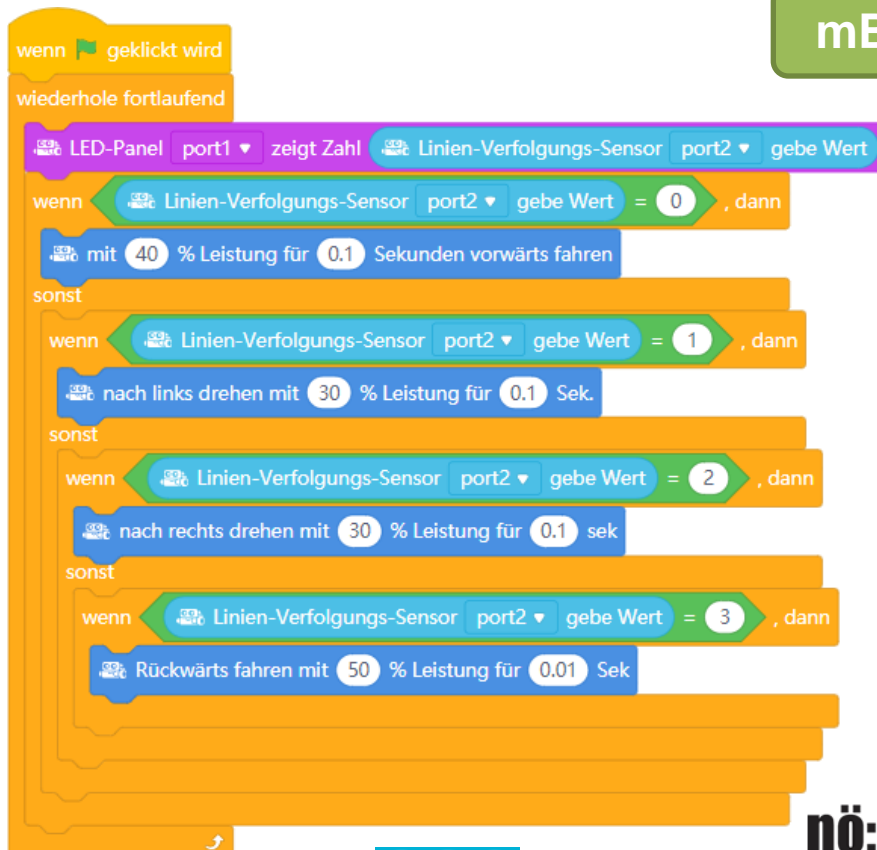 mE
wenn geklickt wird
wiederhole fortlaufend
LED-Panel port1 zeigt Zahl Linien-Verfolgungs-Sensor port2 gebe Wert
wenn Linien-Verfolgungs-Sensor port2 gebe Wert = 0 , dann
mit 40 % Leistung für 0.1 Sekunden vorwärts fahren
sonst
wenn Linien-Verfolgungs-Sensor port2 gebe Wert = 1 , dann
nach links drehen mit 30 % Leistung für 0.1 Sek.
sonst
wenn Linien-Verfolgungs-Sensor port2 gebe Wert = 2 , dann
nach rechts drehen mit 30 % Leistung für 0.1 sek
sonst
wenn Linien-Verfolgungs-Sensor port2 gebe Wert = 3 , dann
Rückwärts fahren mit 50 % Leistung für 0.01 Sek
nö: